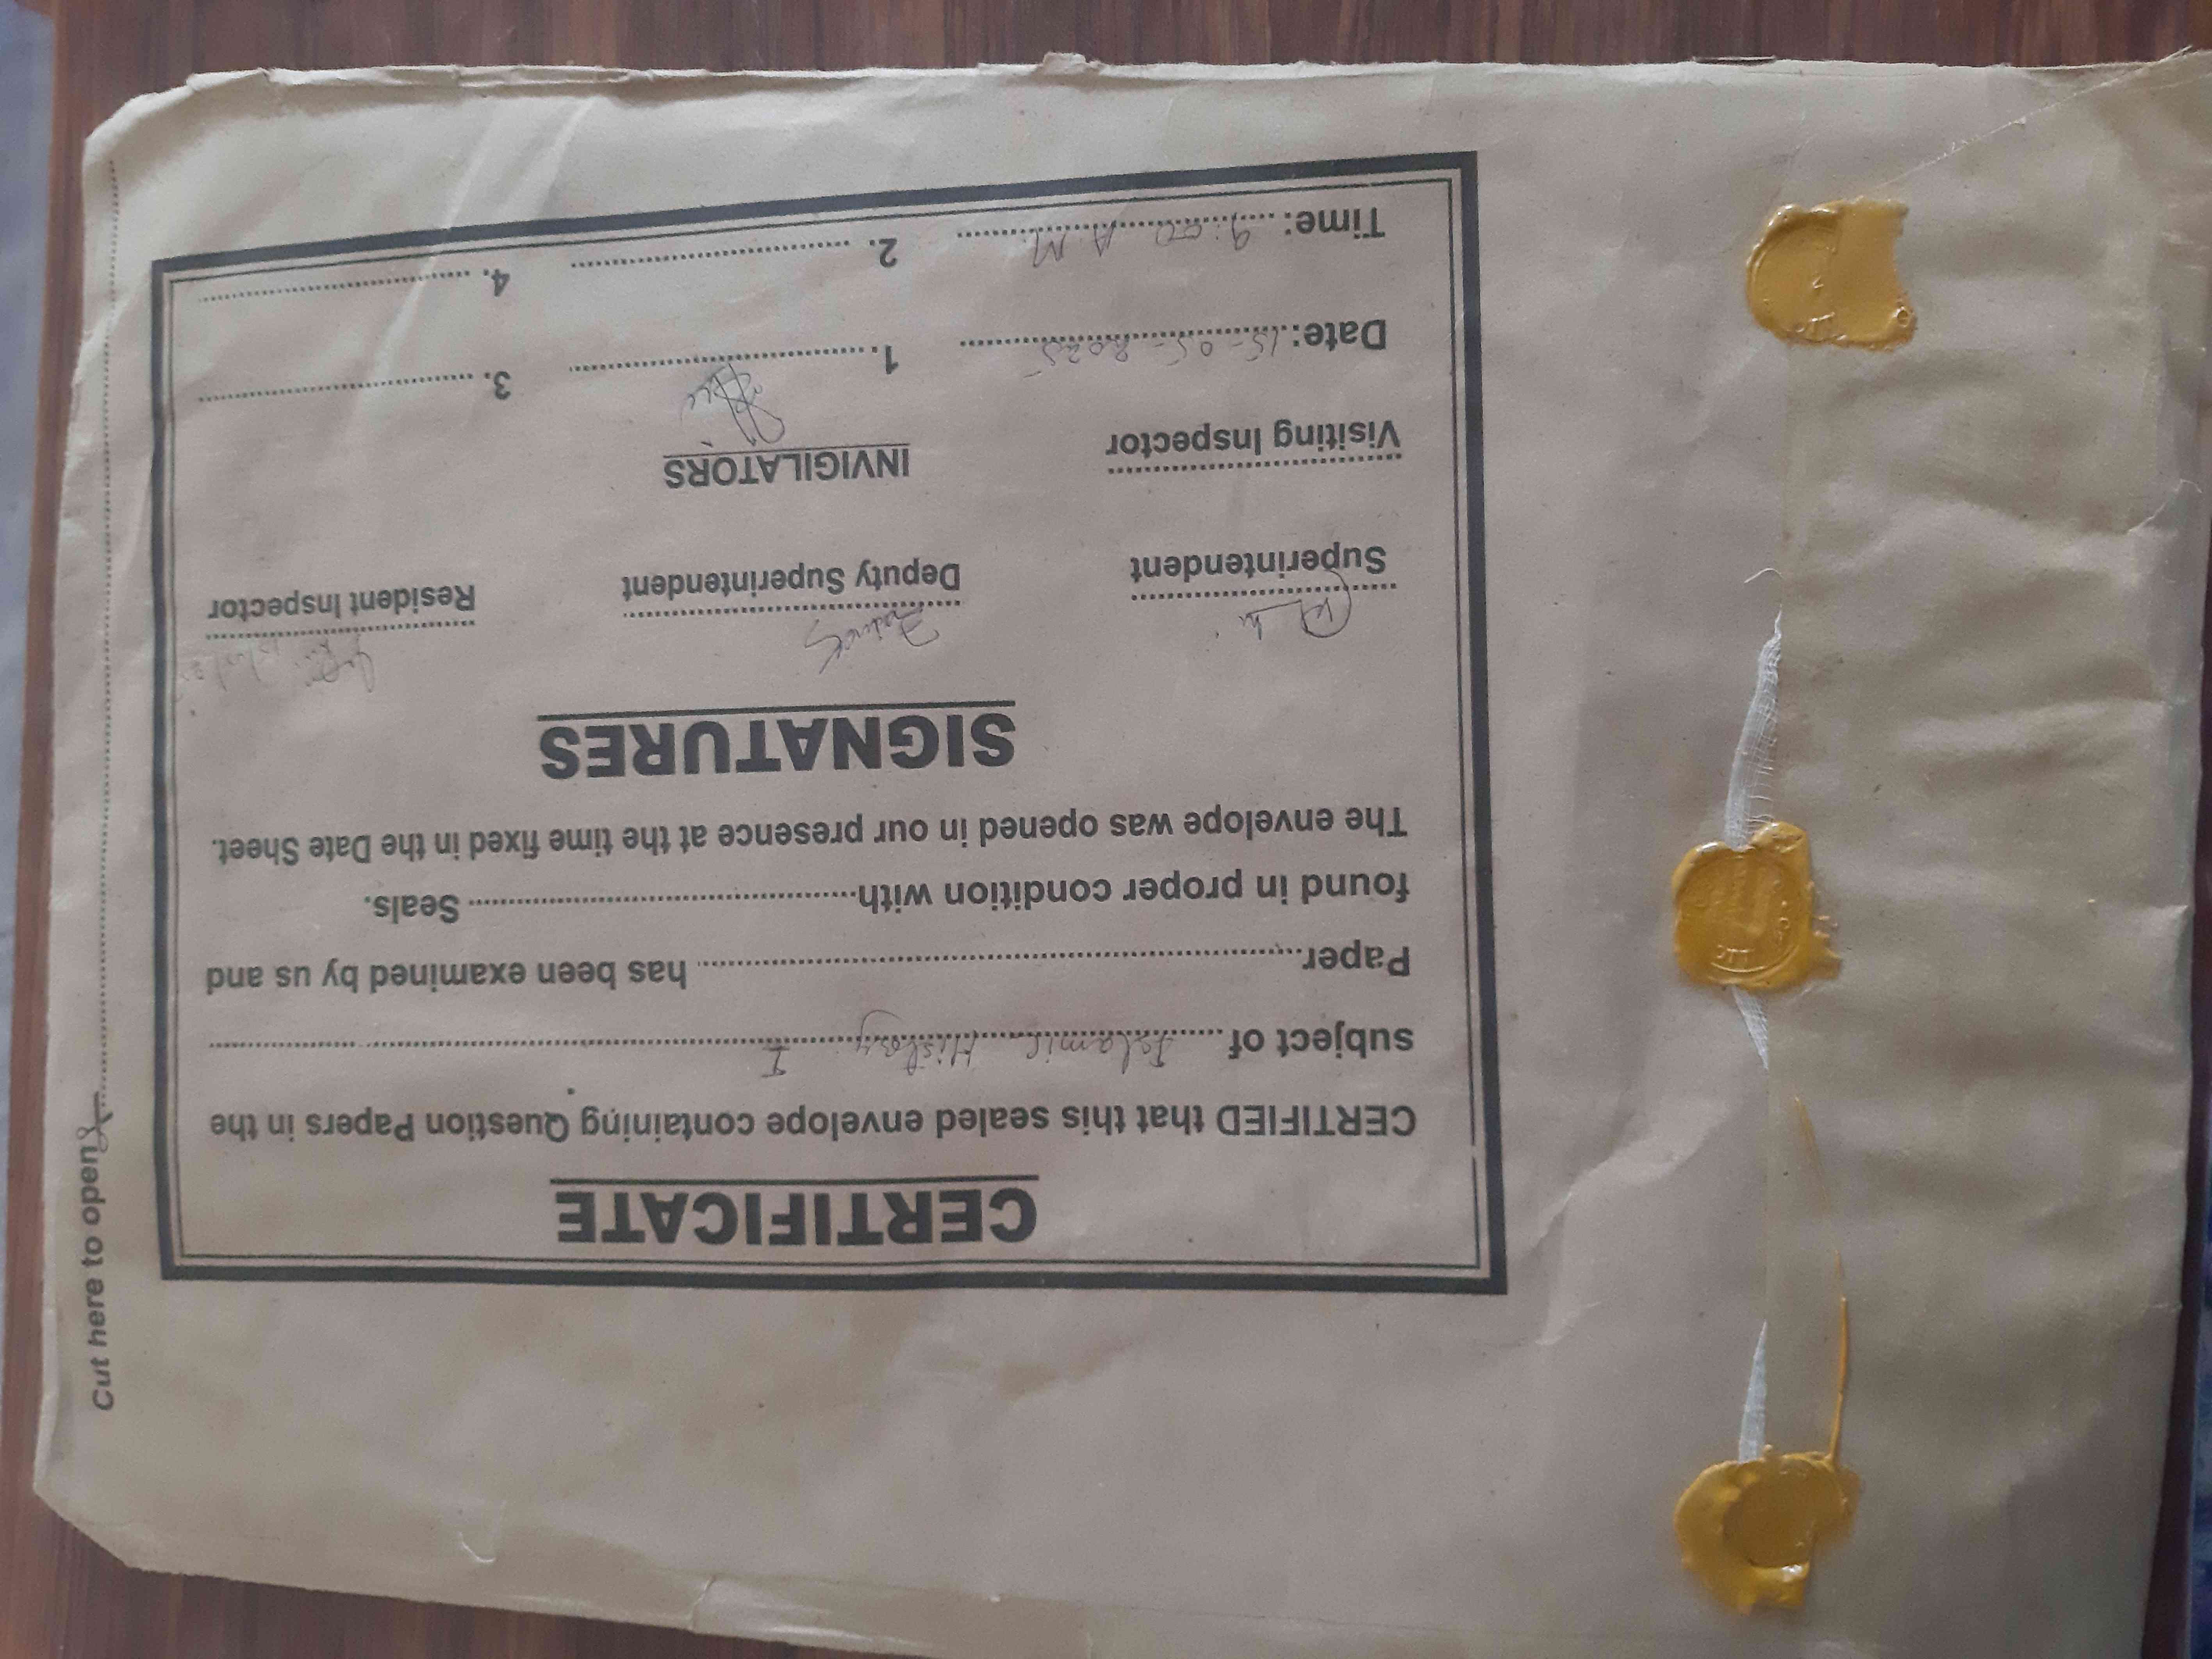 CERTIFICATE
CERTIFIED that this sealed envelope containing Question Papers in the
subject of Islamic History I
Paper has been examined by us and
found in proper condition with Seals.
The envelope was opened in our presence at the time fixed in the Date Sheet.
SIGNATURES
Superintendent Deputy Superintendent Resident Inspector
Visiting Inspector INVIGILATORS
Date: 15-05-2025 1. 3.
Time: 9:00 A.M 2. 4.
Cut here to open